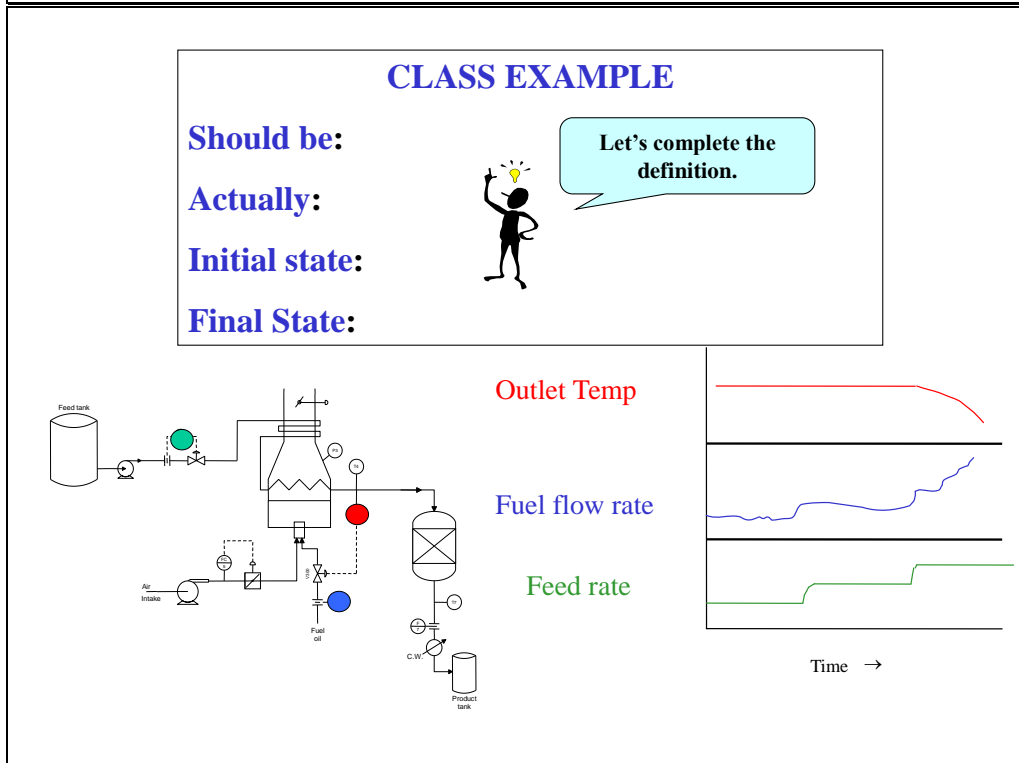 CLASS EXAMPLE
Should be:
Let's complete the
definition.
Actually:
Initial state:
Final State:
Outlet Temp
Fuel flow rate
Feed rate
Time →
Feed tank
Air
Intake
Fuel
oil
C.W.
Product
tank